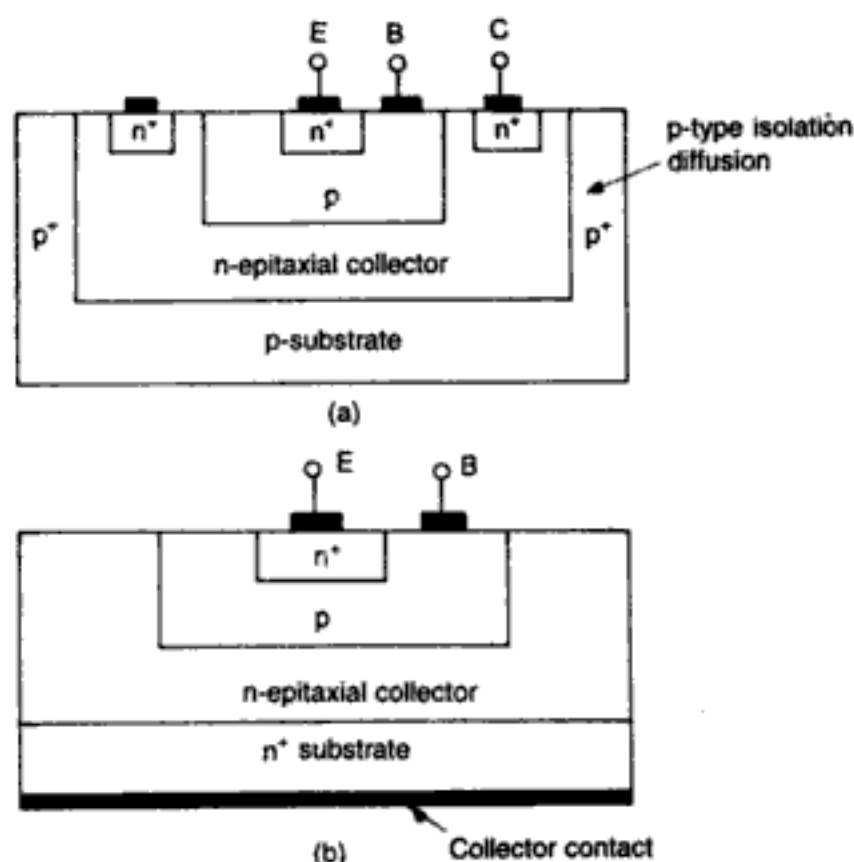 E B C
n+ n+ n+
p-type isolation
diffusion
p
p+ p+
n-epitaxial collector
p-substrate
(a)
E B
n+
p
n-epitaxial collector
n+ substrate
Collector contact
(b)